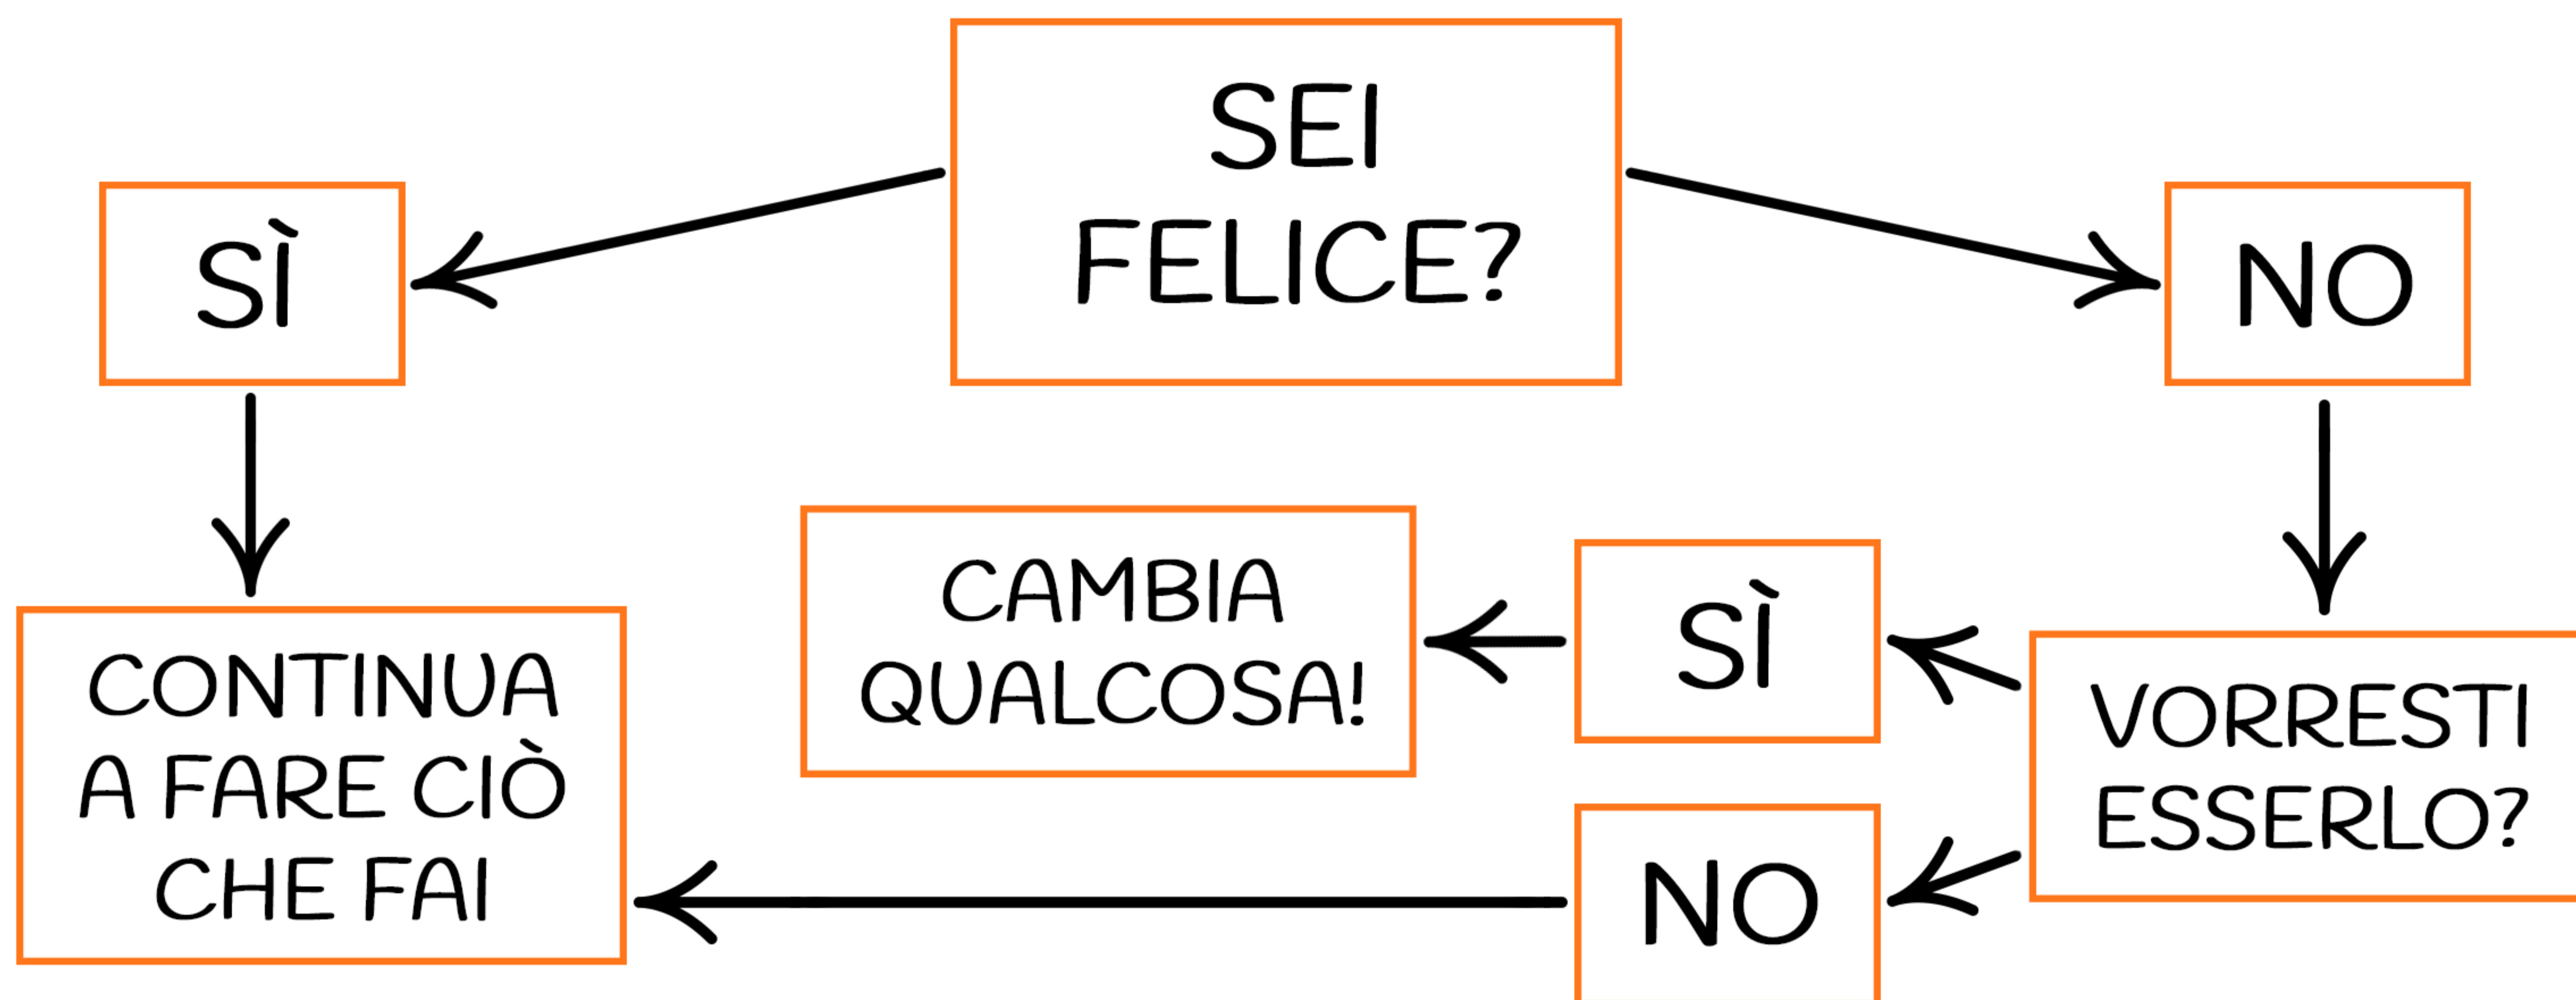 SEI
FELICE?
SÌ
NO
CAMBIA
QUALCOSA!
SÌ
CONTINUA
A FARE CIÒ
CHE FAI
VORRESTI
ESSERLO?
NO